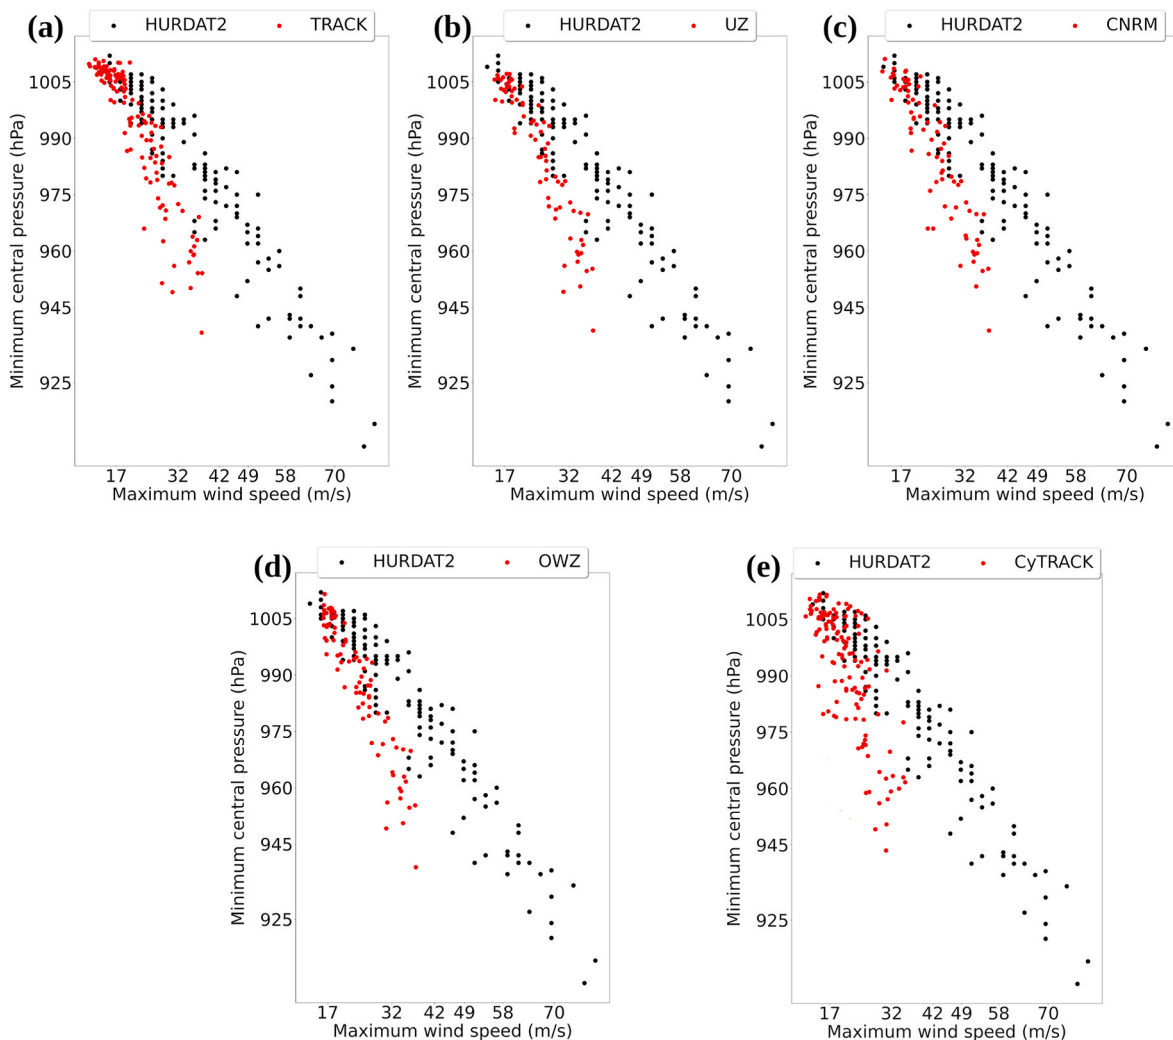 (a) HURDAT2 TRACK
1005
990
975
960
945
925
Minimum central pressure (hPa)
17 32 42 49 58 70
Maximum wind speed (m/s)
(b) HURDAT2 UZ
1005
990
975
960
945
925
Minimum central pressure (hPa)
17 32 42 49 58 70
Maximum wind speed (m/s)
(c) HURDAT2 CNRM
1005
990
975
960
945
925
Minimum central pressure (hPa)
17 32 42 49 58 70
Maximum wind speed (m/s)
(d) HURDAT2 OWZ
1005
990
975
960
945
925
Minimum central pressure (hPa)
17 32 42 49 58 70
Maximum wind speed (m/s)
(e) HURDAT2 CyTRACK
1005
990
975
960
945
925
Minimum central pressure (hPa)
17 32 42 49 58 70
Maximum wind speed (m/s)